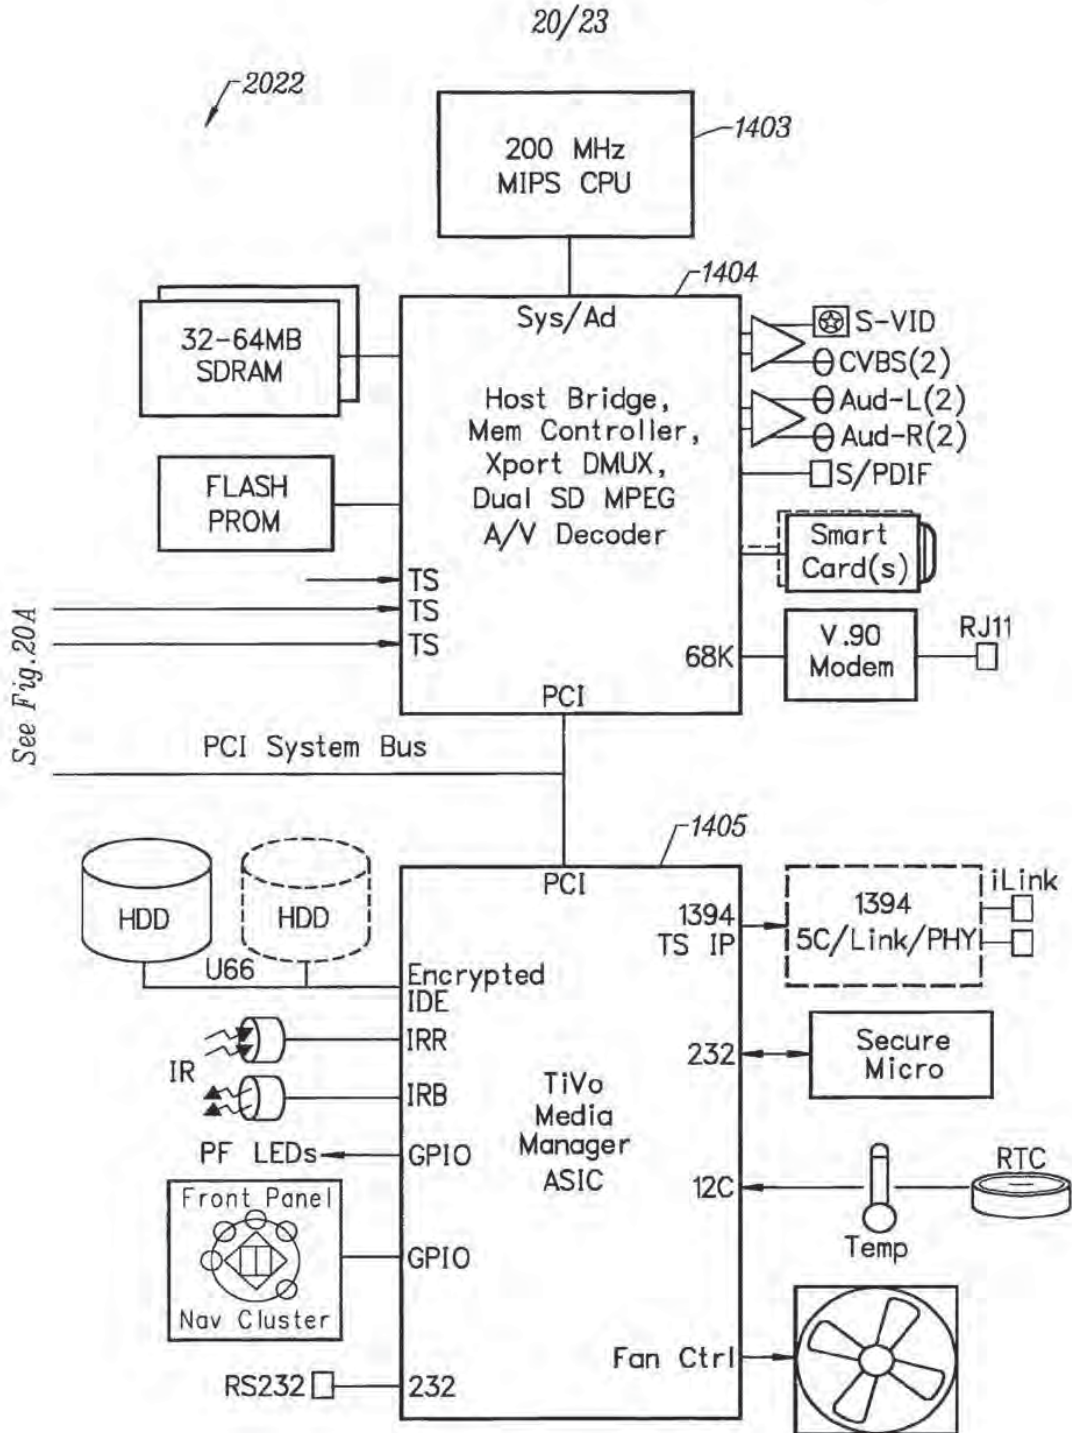 20/23
2022
200 MHz
MIPS CPU
1403
1404
32-64MB
SDRAM
FLASH
PROM
Sys/Ad
Host Bridge,
Mem Controller,
Xport DMUX,
Dual SD MPEG
A/V Decoder
TS
TS
TS
68K
PCI
S-VID
CVBS(2)
Aud-L(2)
Aud-R(2)
S/PDIF
Smart
Card(s)
V.90
Modem
RJ11
See Fig.20A
PCI System Bus
1405
HDD
HDD
U66
PCI
1394
TS IP
1394
5C/Link/PHY
iLink
Encrypted
IDE
IRR
IR
IRB
232
Secure
Micro
TiVo
Media
Manager
ASIC
PF LEDs
GPIO
12C
Temp
RTC
Front Panel
Nav Cluster
GPIO
Fan Ctrl
RS232
232